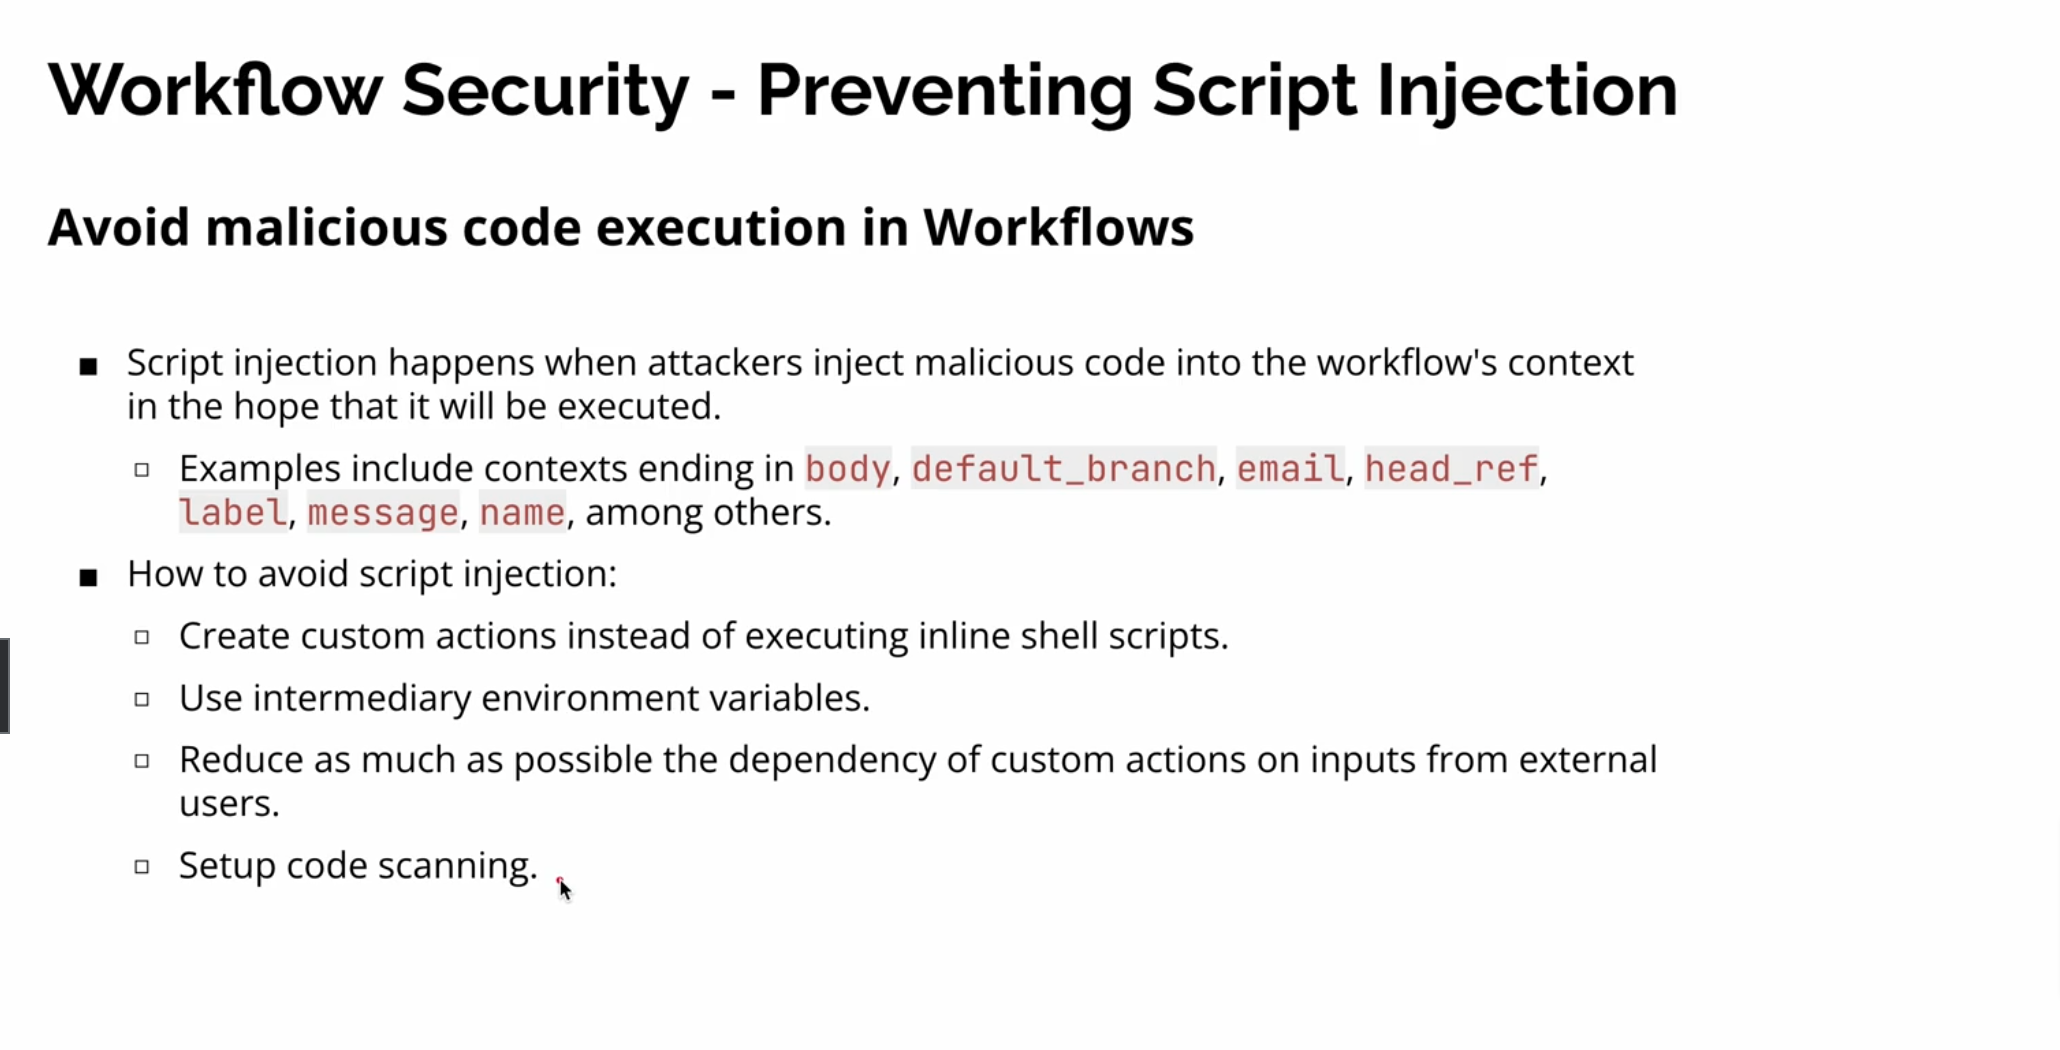 Workflow Security - Preventing Script Injection
Avoid malicious code execution in Workflows
Script injection happens when attackers inject malicious code into the workflow's context
in the hope that it will be executed.
Examples include contexts ending in body, default_branch, email, head_ref,
label, message, name, among others.
How to avoid script injection:
Create custom actions instead of executing inline shell scripts.
Use intermediary environment variables.
Reduce as much as possible the dependency of custom actions on inputs from external
users.
Setup code scanning.